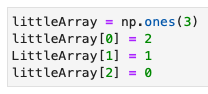 littleArray = np.ones(3)
littleArray[0] = 2
LittleArray[1] = 1
littleArray[2] = 0